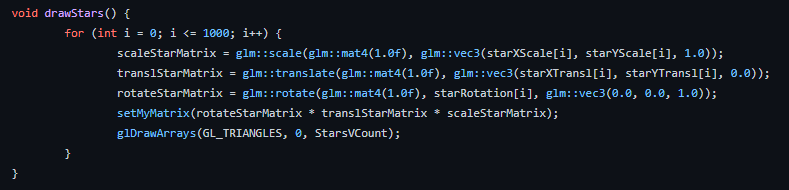 void drawStars() {
for (int i = 0; i <= 1000; i++) {
scaleStarMatrix = glm::scale(glm::mat4(1.0f), glm::vec3(starXScale[i], starYScale[i], 1.0));
translStarMatrix = glm::translate(glm::mat4(1.0f), glm::vec3(starXTransl[i], starYTransl[i], 0.0));
rotateStarMatrix = glm::rotate(glm::mat4(1.0f), starRotation[i], glm::vec3(0.0, 0.0, 1.0));
setMyMatrix(rotateStarMatrix * translStarMatrix * scaleStarMatrix);
glDrawArrays(GL_TRIANGLES, 0, StarsVCount);
}
}